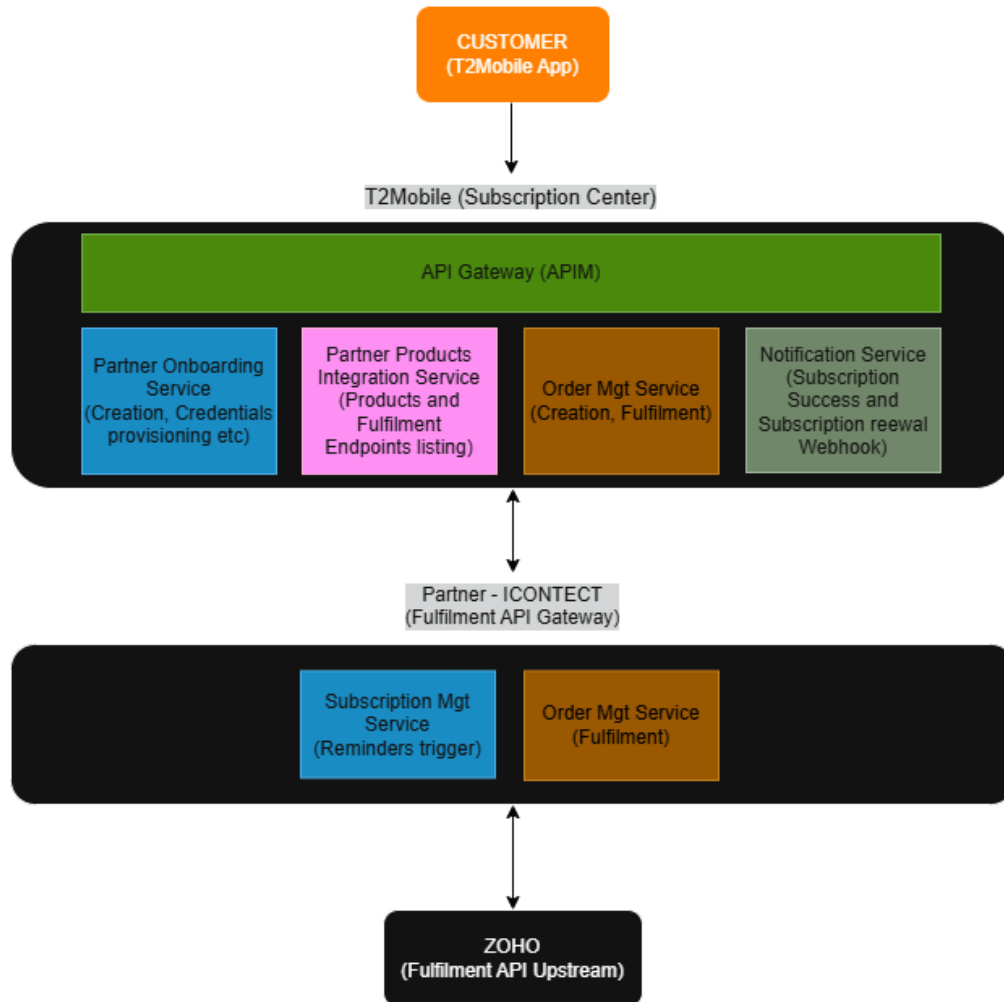 CUSTOMER
(T2Mobile App)
T2Mobile (Subscription Center)
API Gateway (APIM)
Partner Onboarding
Service
(Creation, Credentials
provisioning etc)
Partner Products
Integration Service
(Products and
Fulfilment
Endpoints listing)
Order Mgt Service
(Creation, Fulfilment)
Notification Service
(Subscription
Success and
Subscription reewal
Webhook)
Partner - ICONTECT
(Fulfilment API Gateway)
Subscription Mgt
Service
(Reminders trigger)
Order Mgt Service
(Fulfilment)
ZOHO
(Fulfilment API Upstream)